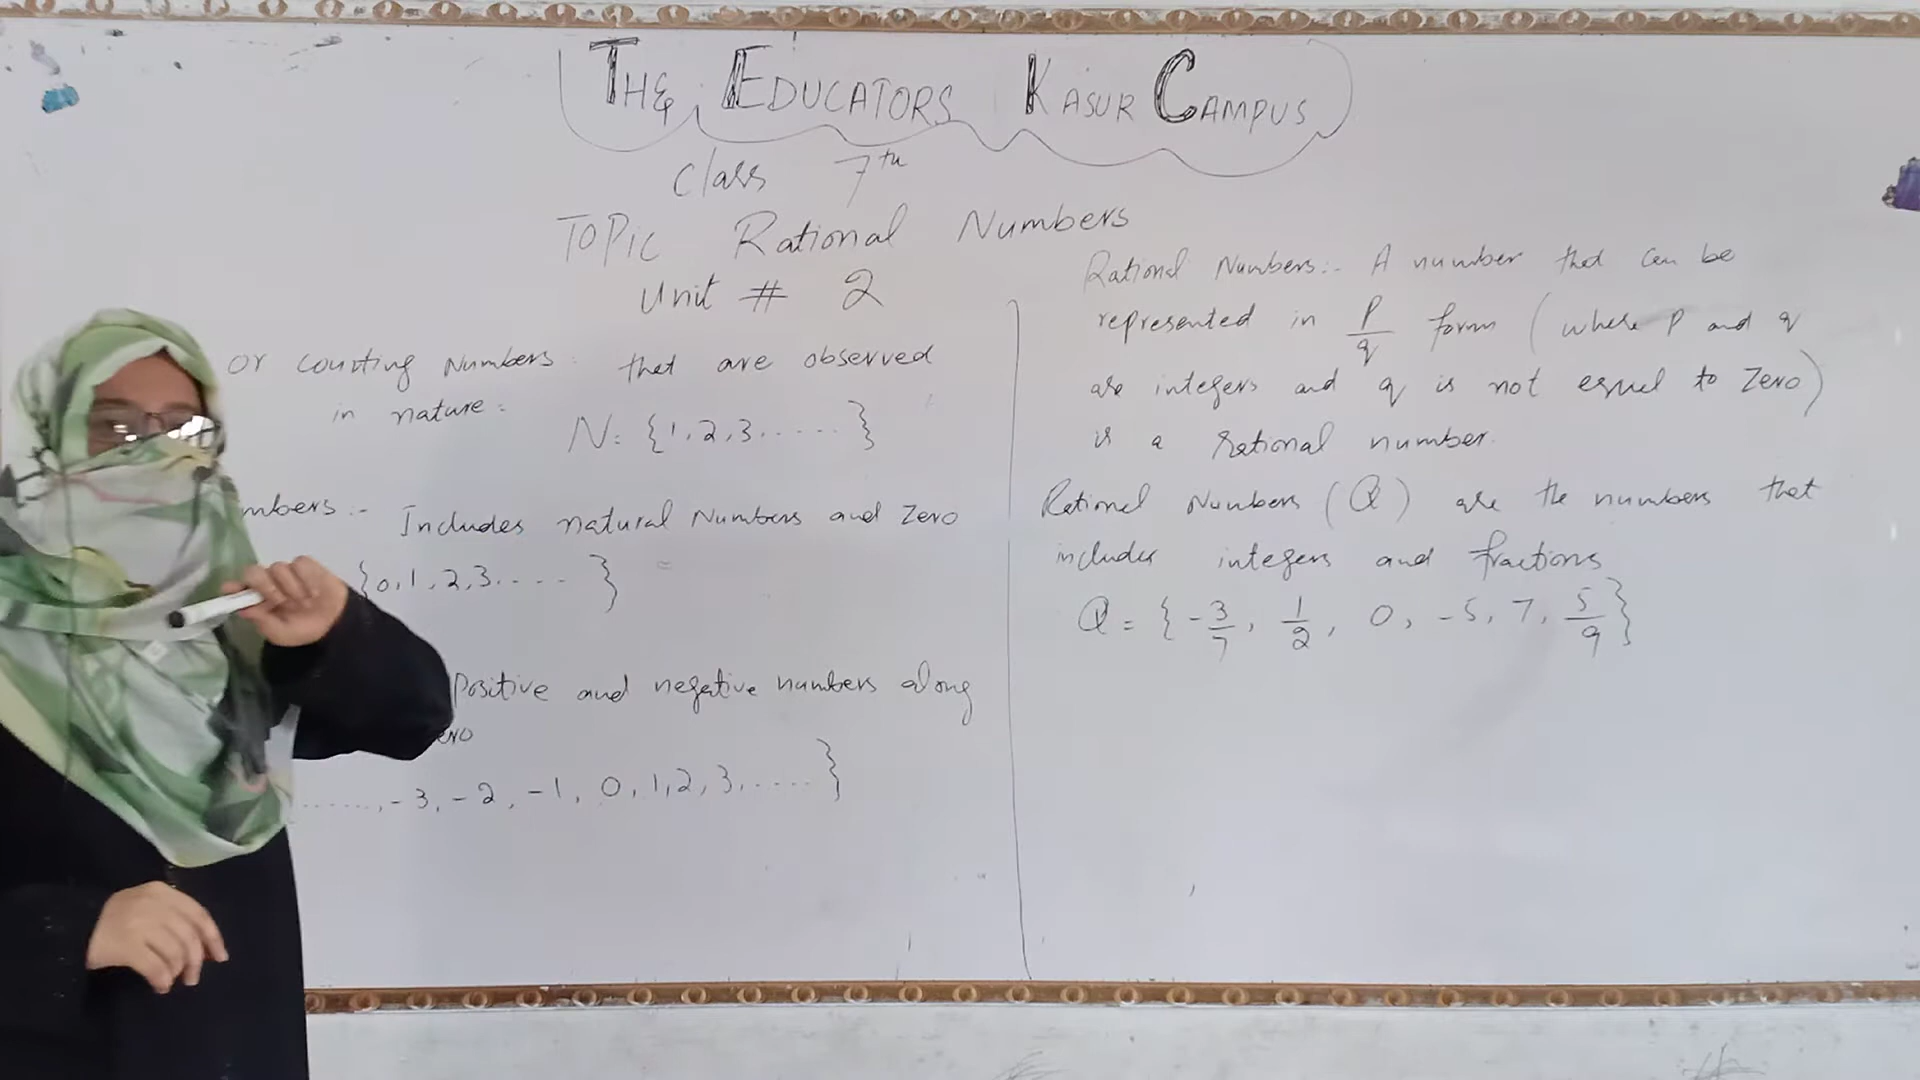 THE EDUCATORS KASUR CAMPUS
class 7th
TOPIC Rational Numbers
Unit # 2
or counting Numbers: that are observed
in nature:
N = {1, 2, 3, ..... }
mbers :- Includes natural Numbers and Zero
{0, 1, 2, 3, .... }
Positive and negative numbers along
ero
......, -3, -2, -1, 0, 1, 2, 3, ..... }
Rational Numbers:- A number that can be
represented in p/q form (where p and q
are integers and q is not equal to Zero)
is a rational number.
Rational Numbers (Q) are the numbers that
includes integers and fractions
Q = { -3/7, 1/2, 0, -5, 7, 5/9 }